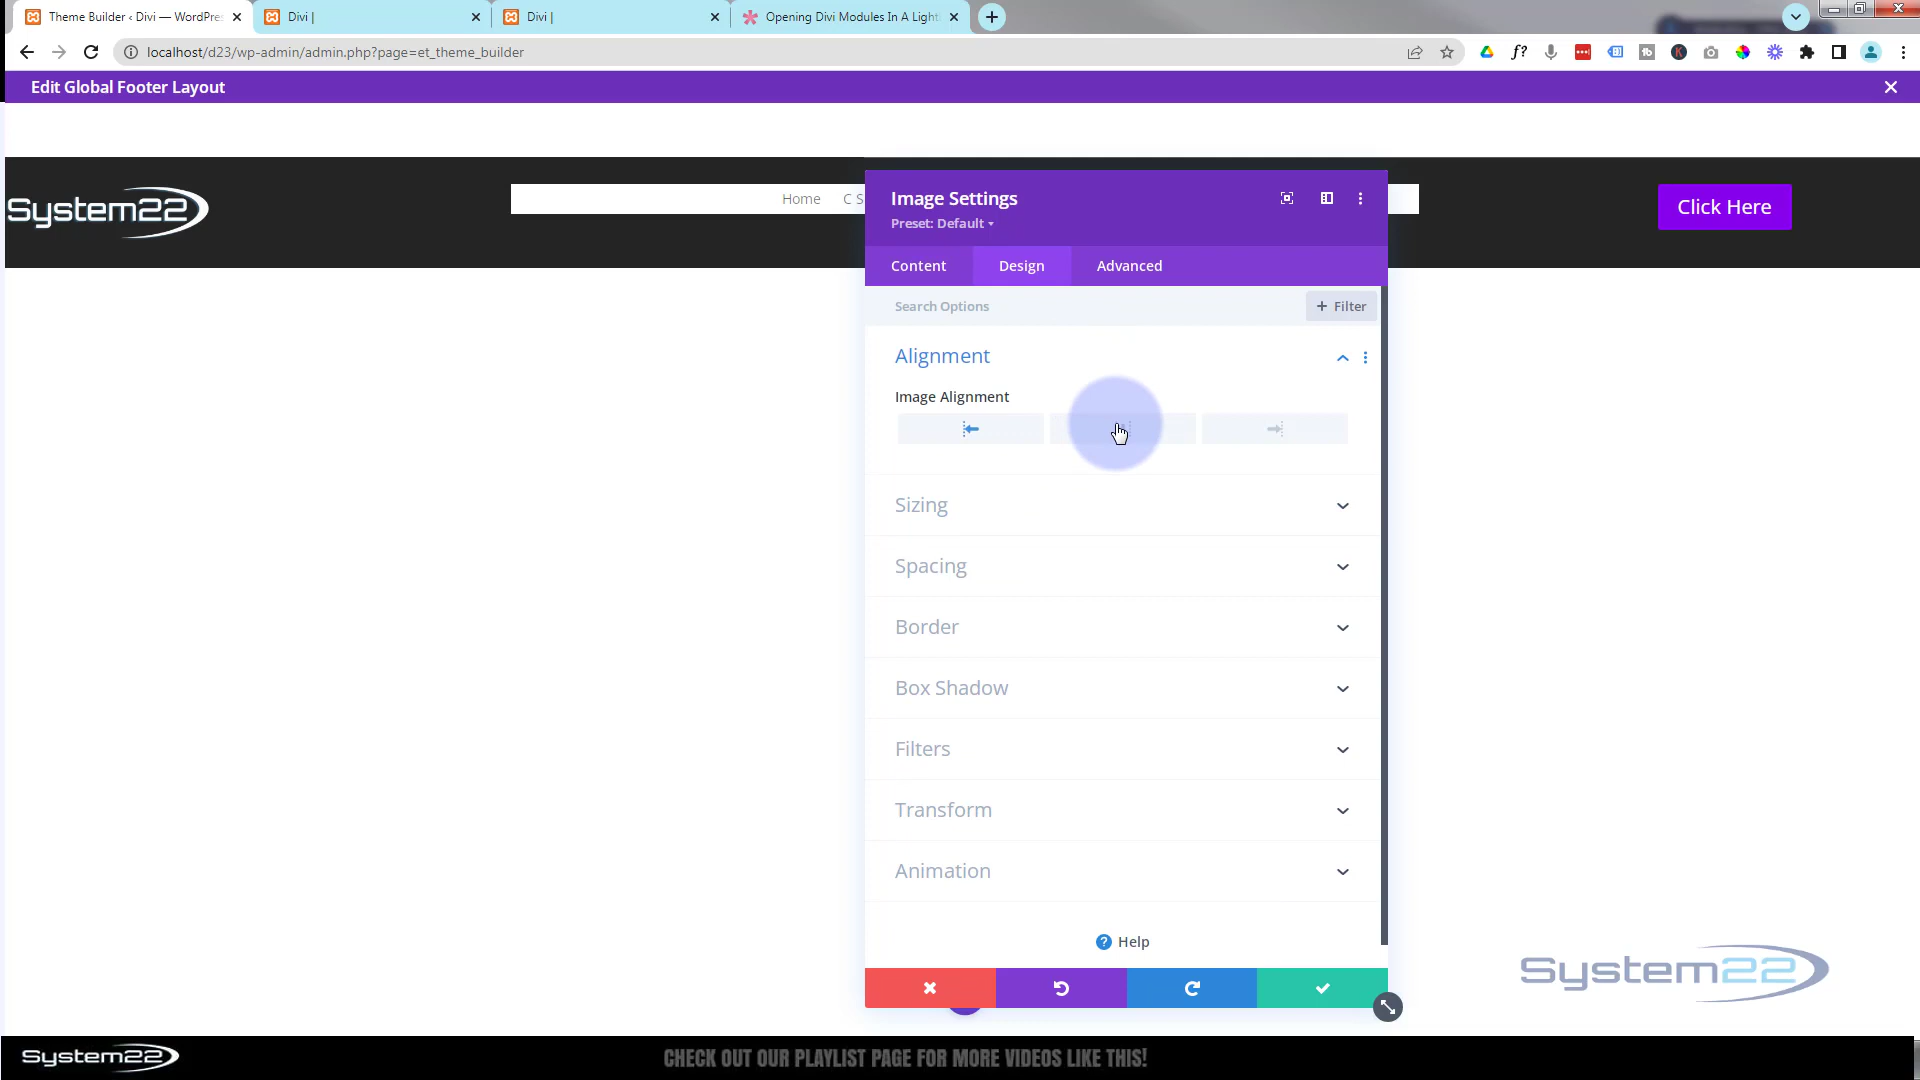 Theme Builder ‹ Divi — WordPre
Divi |
Divi |
Opening Divi Modules In A Light
localhost/d23/wp-admin/admin.php?page=et_theme_builder
Edit Global Footer Layout
System22
Home C S
Click Here
Image Settings
Preset: Default
Content
Design
Advanced
Search Options
+ Filter
Alignment
Image Alignment
Sizing
Spacing
Border
Box Shadow
Filters
Transform
Animation
? Help
System22
System22
CHECK OUT OUR PLAYLIST PAGE FOR MORE VIDEOS LIKE THIS!